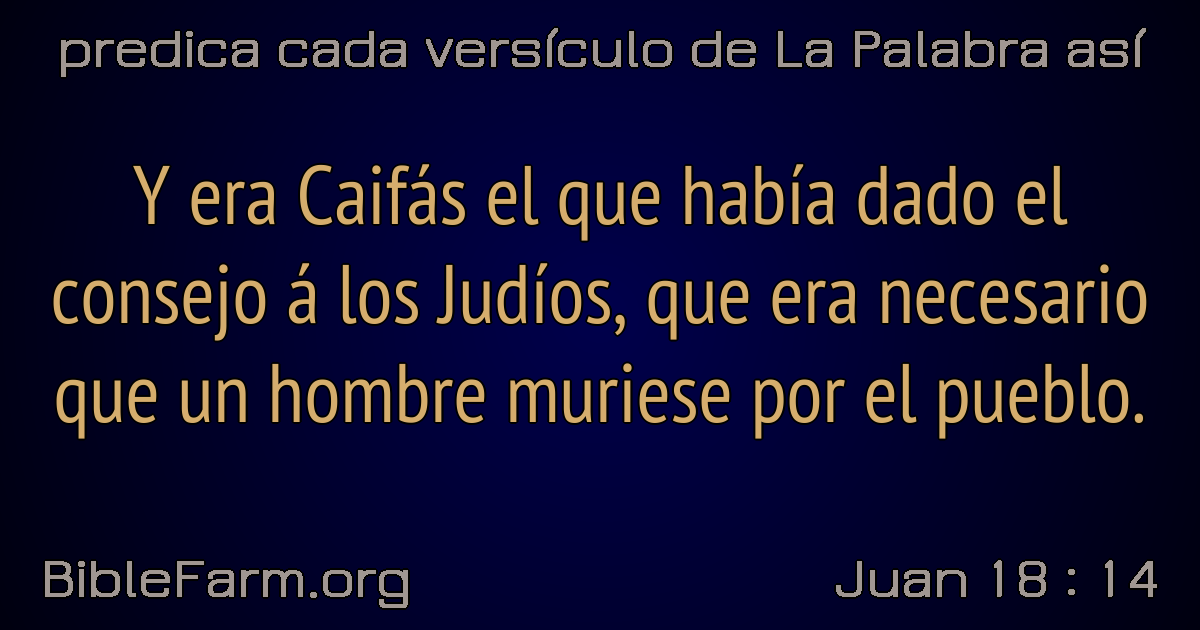 predica cada versículo de La Palabra así
Y era Caifás el que había dado el
consejo á los Judíos, que era necesario
que un hombre muriese por el pueblo.
BibleFarm.org
Juan 18 : 14